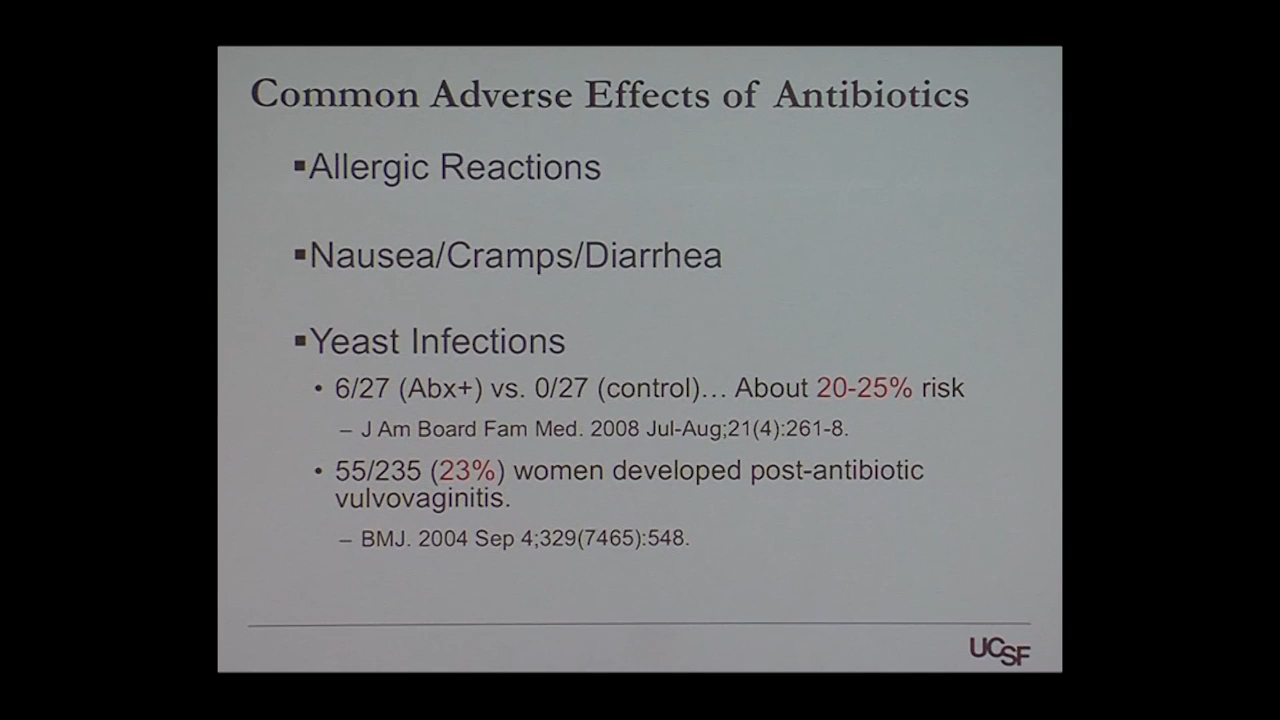 Common Adverse Effects of Antibiotics
▪Allergic Reactions
▪Nausea/Cramps/Diarrhea
▪Yeast Infections
• 6/27 (Abx+) vs. 0/27 (control)… About 20-25% risk
– J Am Board Fam Med. 2008 Jul-Aug;21(4):261-8.
• 55/235 (23%) women developed post-antibiotic
vulvovaginitis.
– BMJ. 2004 Sep 4;329(7465):548.
UCSF